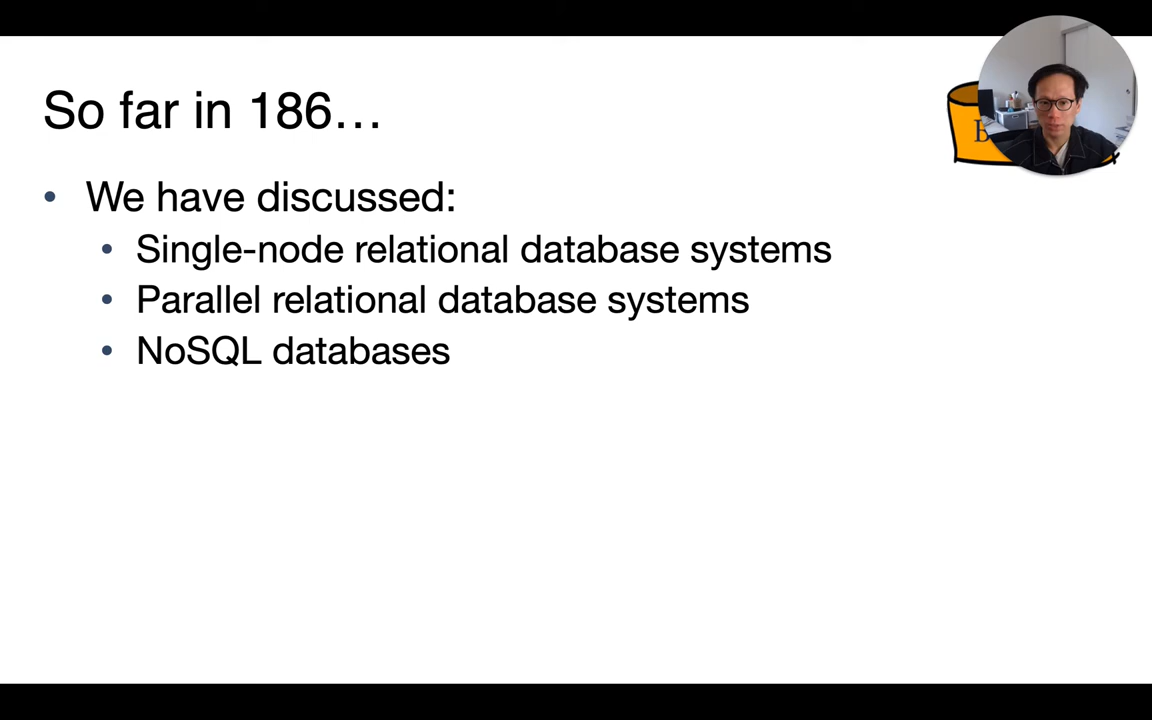 So far in 186…
• We have discussed:
• Single-node relational database systems
• Parallel relational database systems
• NoSQL databases